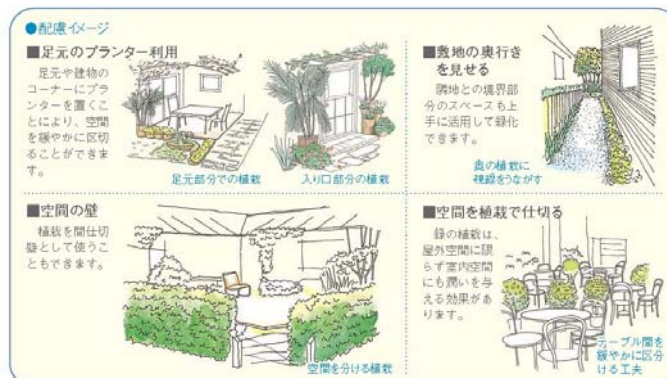 ●配慮イメージ
■足元のプランター利用
足元や建物の
コーナーにプラ
ンターを置くこ
とにより、空間
を緩やかに区切
ることができま
す。
足元部分での植栽
入り口部分の植栽
■敷地の奥行き
を見せる
隣地との境界部
分のスペースも上
手に活用して緑化
できます。
奥の植栽に
視線をうながす
■空間の壁
植栽を間仕切
壁として使うこ
ともできます。
空間を分ける植栽
■空間を植栽で仕切る
緑の植栽は、
屋外空間に限
らず室内空間
にも潤いを与
える効果があ
ります。
テーブル間を
緩やかに区分
ける工夫